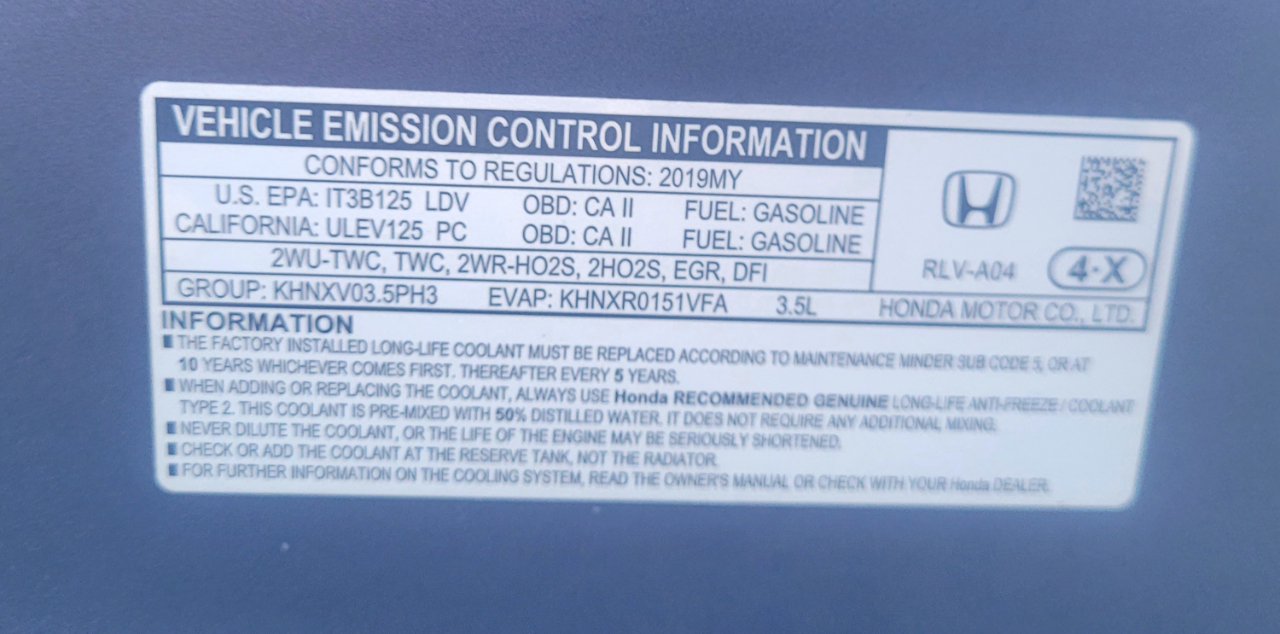 VEHICLE EMISSION CONTROL INFORMATION
CONFORMS TO REGULATIONS: 2019MY
U.S. EPA: IT3B125 LDV OBD: CA II FUEL: GASOLINE
CALIFORNIA: ULEV125 PC OBD: CA II FUEL: GASOLINE
2WU-TWC, TWC, 2WR-HO2S, 2HO2S, EGR, DFI
RLV-A04 4-X
GROUP: KHNXV03.5PH3 EVAP: KHNXR0151VFA 3.5L HONDA MOTOR CO., LTD.
INFORMATION
■ THE FACTORY INSTALLED LONG-LIFE COOLANT MUST BE REPLACED ACCORDING TO MAINTENANCE MINDER SUB CODE 5, OR AT
10 YEARS WHICHEVER COMES FIRST. THEREAFTER EVERY 5 YEARS.
■ WHEN ADDING OR REPLACING THE COOLANT, ALWAYS USE Honda RECOMMENDED GENUINE LONG-LIFE ANTI-FREEZE / COOLANT
TYPE 2. THIS COOLANT IS PRE-MIXED WITH 50% DISTILLED WATER. IT DOES NOT REQUIRE ANY ADDITIONAL MIXING.
■ NEVER DILUTE THE COOLANT, OR THE LIFE OF THE ENGINE MAY BE SERIOUSLY SHORTENED.
■ CHECK OR ADD THE COOLANT AT THE RESERVE TANK, NOT THE RADIATOR.
■ FOR FURTHER INFORMATION ON THE COOLING SYSTEM, READ THE OWNER'S MANUAL OR CHECK WITH YOUR Honda DEALER.